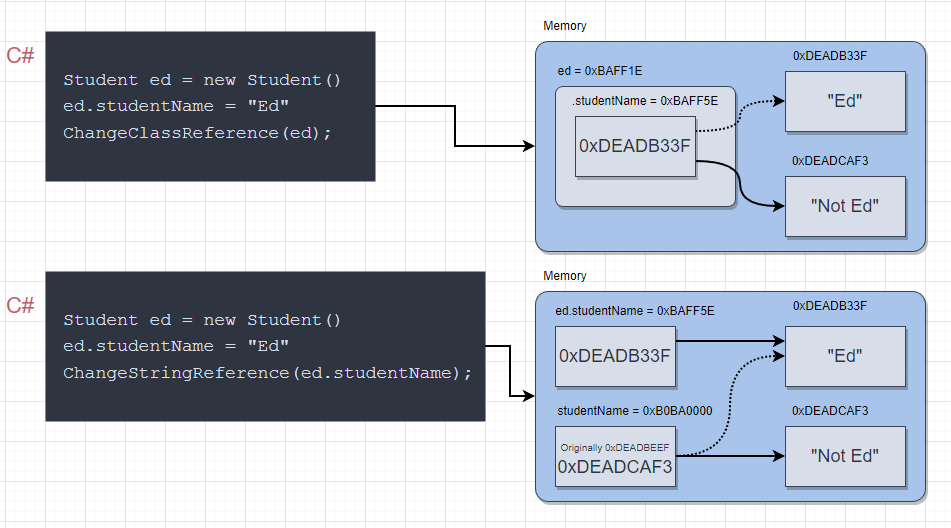 C#
Student ed = new Student()
ed.studentName = "Ed"
ChangeClassReference(ed);
Memory
ed = 0xBAFF1E
.studentName = 0xBAFF5E
0xDEADB33F
0xDEADB33F
"Ed"
0xDEADCAF3
"Not Ed"
C#
Student ed = new Student()
ed.studentName = "Ed"
ChangeStringReference(ed.studentName);
Memory
ed.studentName = 0xBAFF5E
0xDEADB33F
0xDEADB33F
"Ed"
studentName = 0xB0BA0000
Originally 0xDEADBEEF
0xDEADCAF3
0xDEADCAF3
"Not Ed"